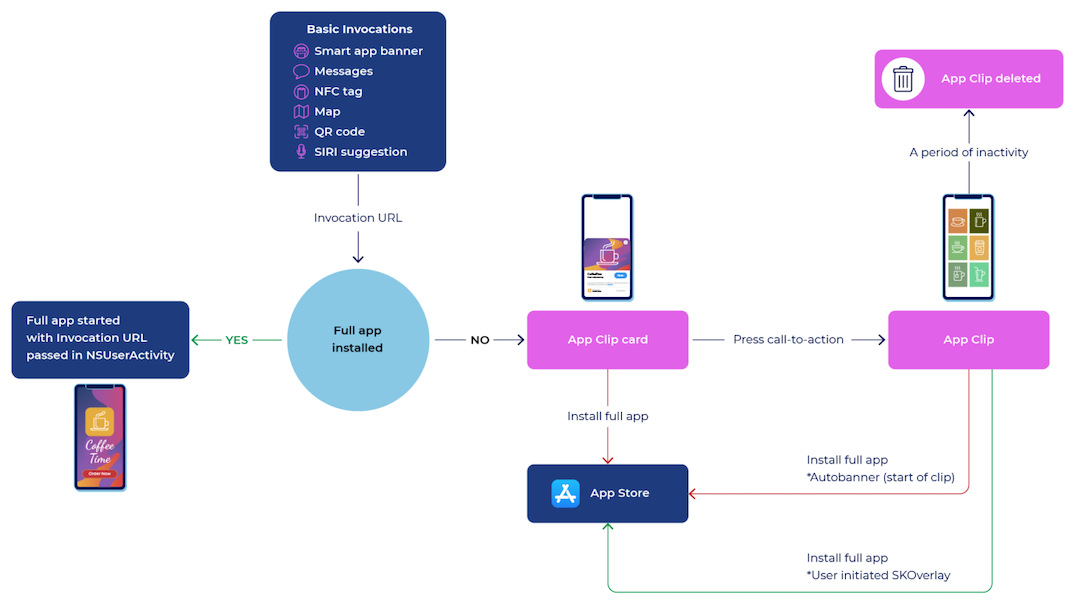 Basic Invocations
Smart app banner
Messages
NFC tag
Map
QR code
SIRI suggestion
App Clip deleted
A period of inactivity
Invocation URL
Full app started
with Invocation URL
passed in NSUserActivity
YES
Full app
installed
NO
App Clip card
Press call-to-action
App Clip
Coffee
Time
Order Now
Install full app
App Store
Install full app
*Autobanner (start of clip)
Install full app
*User initiated SKOverlay